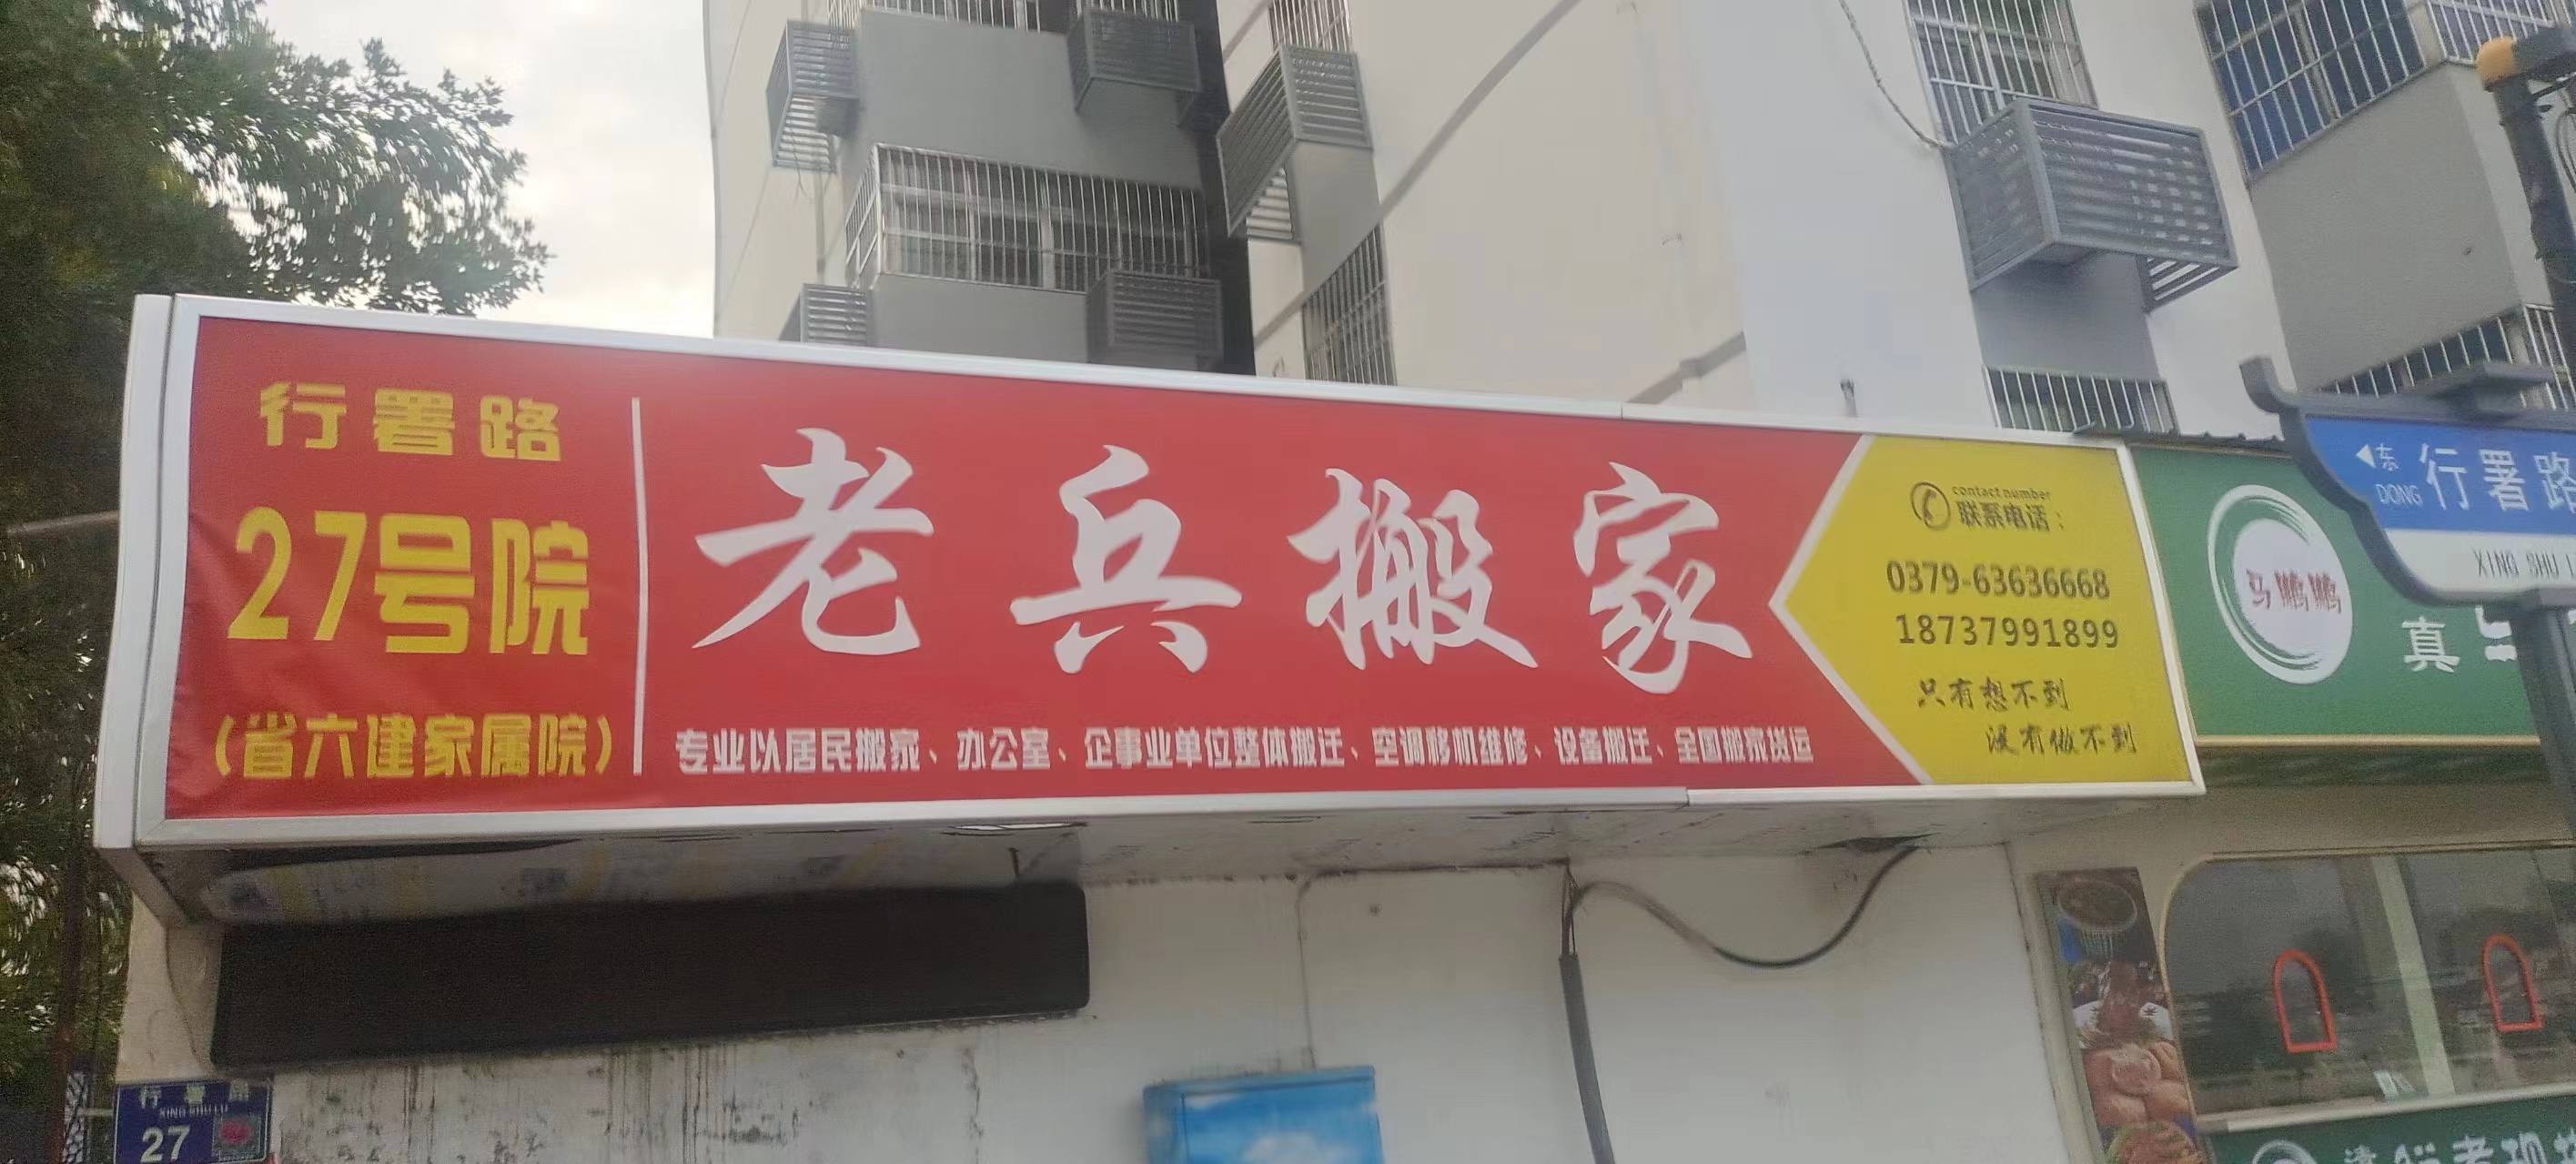 行署路
27号院
(省六建家属院)
老兵搬家
专业以居民搬家、办公室、企事业单位整体搬迁、空调移机维修、设备搬迁、全国搬家货运
contact number
联系电话：
0379-63636668
18737991899
只有想不到
没有做不到
东
DONG
行署路
XING SHU L
马鹏鹏
真
行署路
XING SHU LU
27